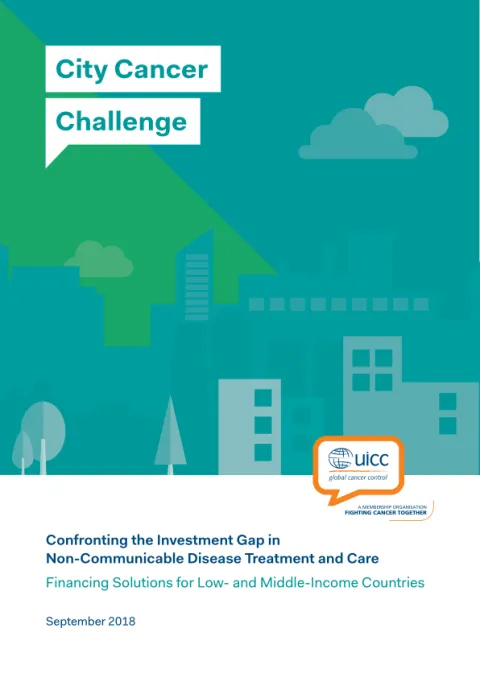 City Cancer
Challenge
uicc
global cancer control
A MEMBERSHIP ORGANISATION
FIGHTING CANCER TOGETHER
Confronting the Investment Gap in
Non-Communicable Disease Treatment and Care
Financing Solutions for Low- and Middle-Income Countries
September 2018